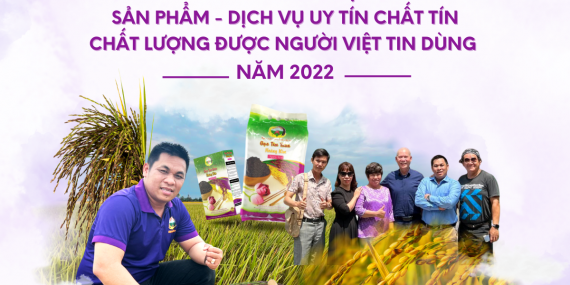 SẢN PHẨM - DỊCH VỤ UY TÍN CHẤT TÍN
CHẤT LƯỢNG ĐƯỢC NGƯỜI VIỆT TIN DÙNG
NĂM 2022